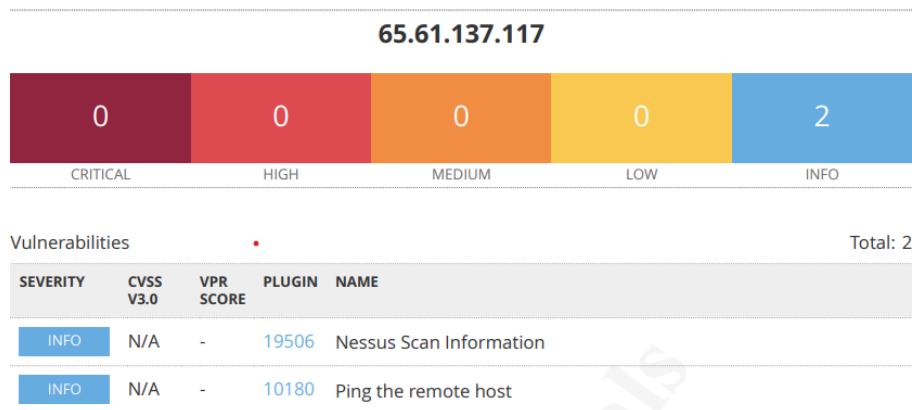 65.61.137.117
0 0 0 0 2
CRITICAL HIGH MEDIUM LOW INFO
Vulnerabilities Total: 2
SEVERITY CVSS V3.0 VPR SCORE PLUGIN NAME
INFO N/A - 19506 Nessus Scan Information
INFO N/A - 10180 Ping the remote host